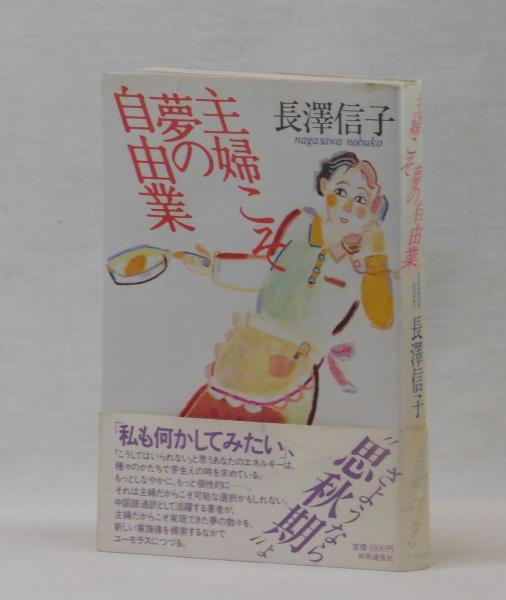 主婦こそ
夢の
自由業
長澤信子
nagasawa nobuko
「私も何かしてみたい」、
「こうしてはいられない」と思うあなたのエネルギーは、
種々のかたちで芽生えの時を求めている。
もっとしなやかに、もっと個性的に――。
それは主婦だからこそ可能な選択かもしれない。
中国語通訳として活躍する著者が、
主婦だからこそ実現できた夢の数々を、
新しい家族像を模索するなかで
ユーモラスにつづる。
さようなら
"思秋期"よ
定価1000円
共同通信社
主婦こそ夢の自由業
長澤信子